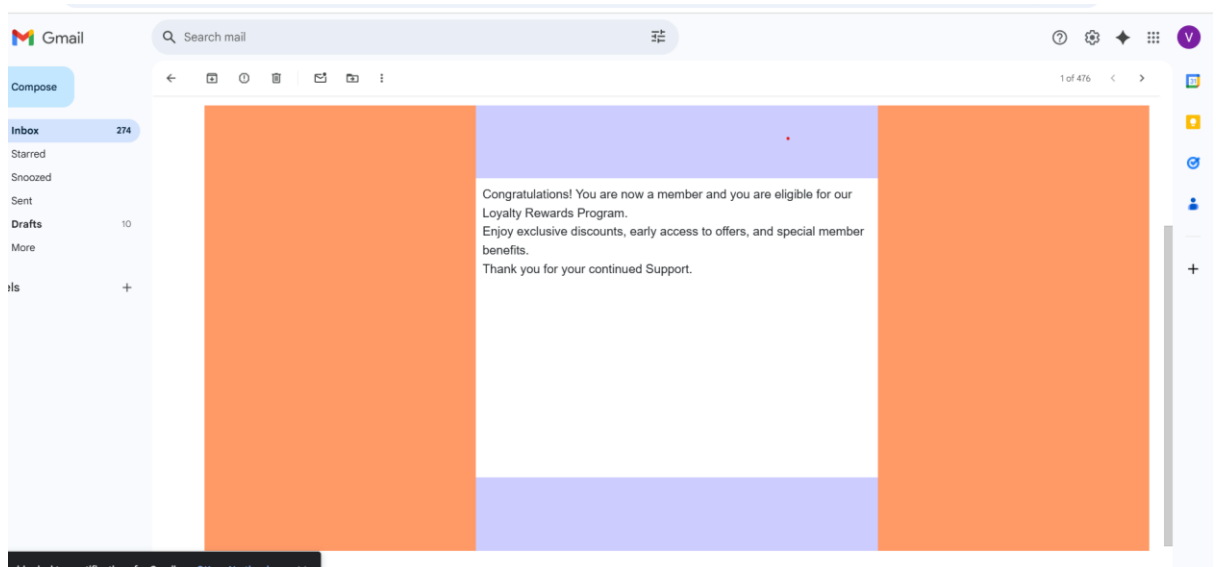 Gmail
Search mail
V
Compose
1 of 476
Inbox 274
Starred
Snoozed
Sent
Drafts 10
More
els
Congratulations! You are now a member and you are eligible for our
Loyalty Rewards Program.
Enjoy exclusive discounts, early access to offers, and special member
benefits.
Thank you for your continued Support.